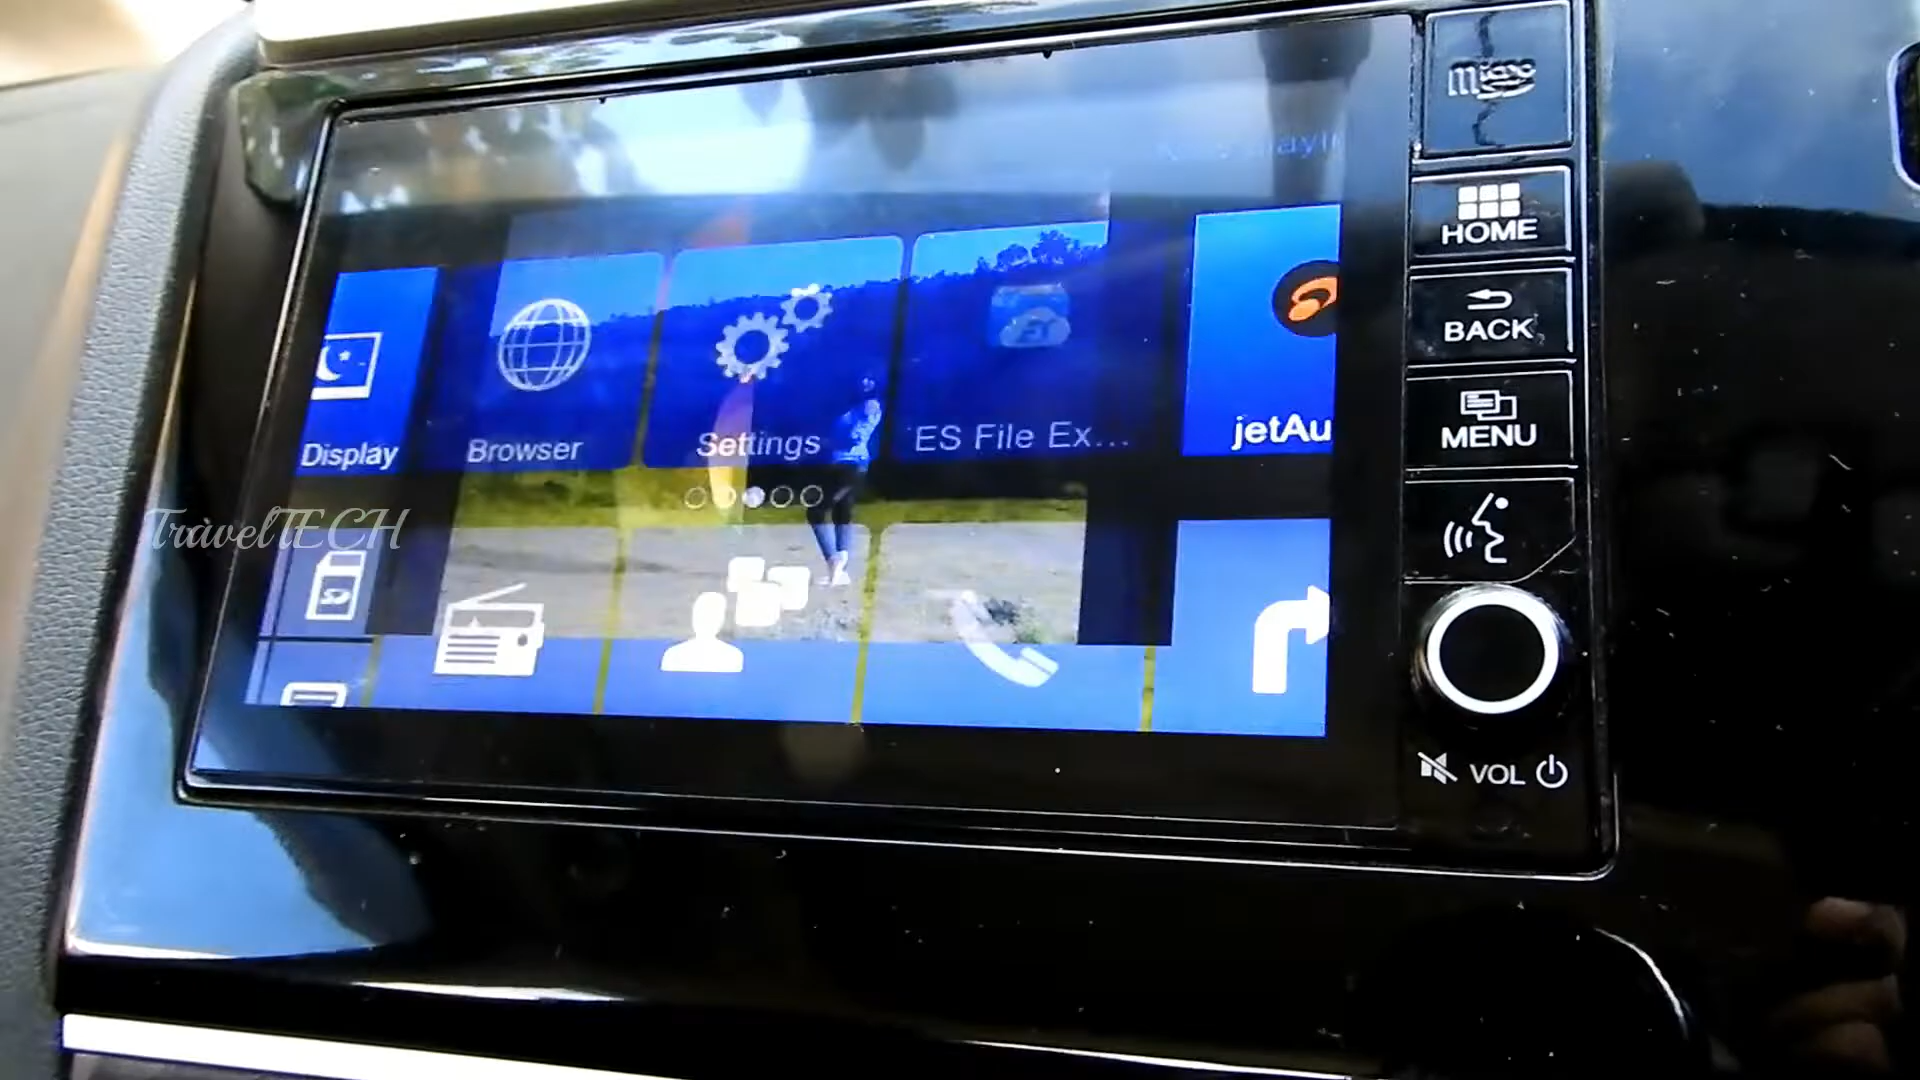 micro
HOME
BACK
MENU
Display
Browser
Settings
ES File Ex...
jetAu
TravelTECH
VOL